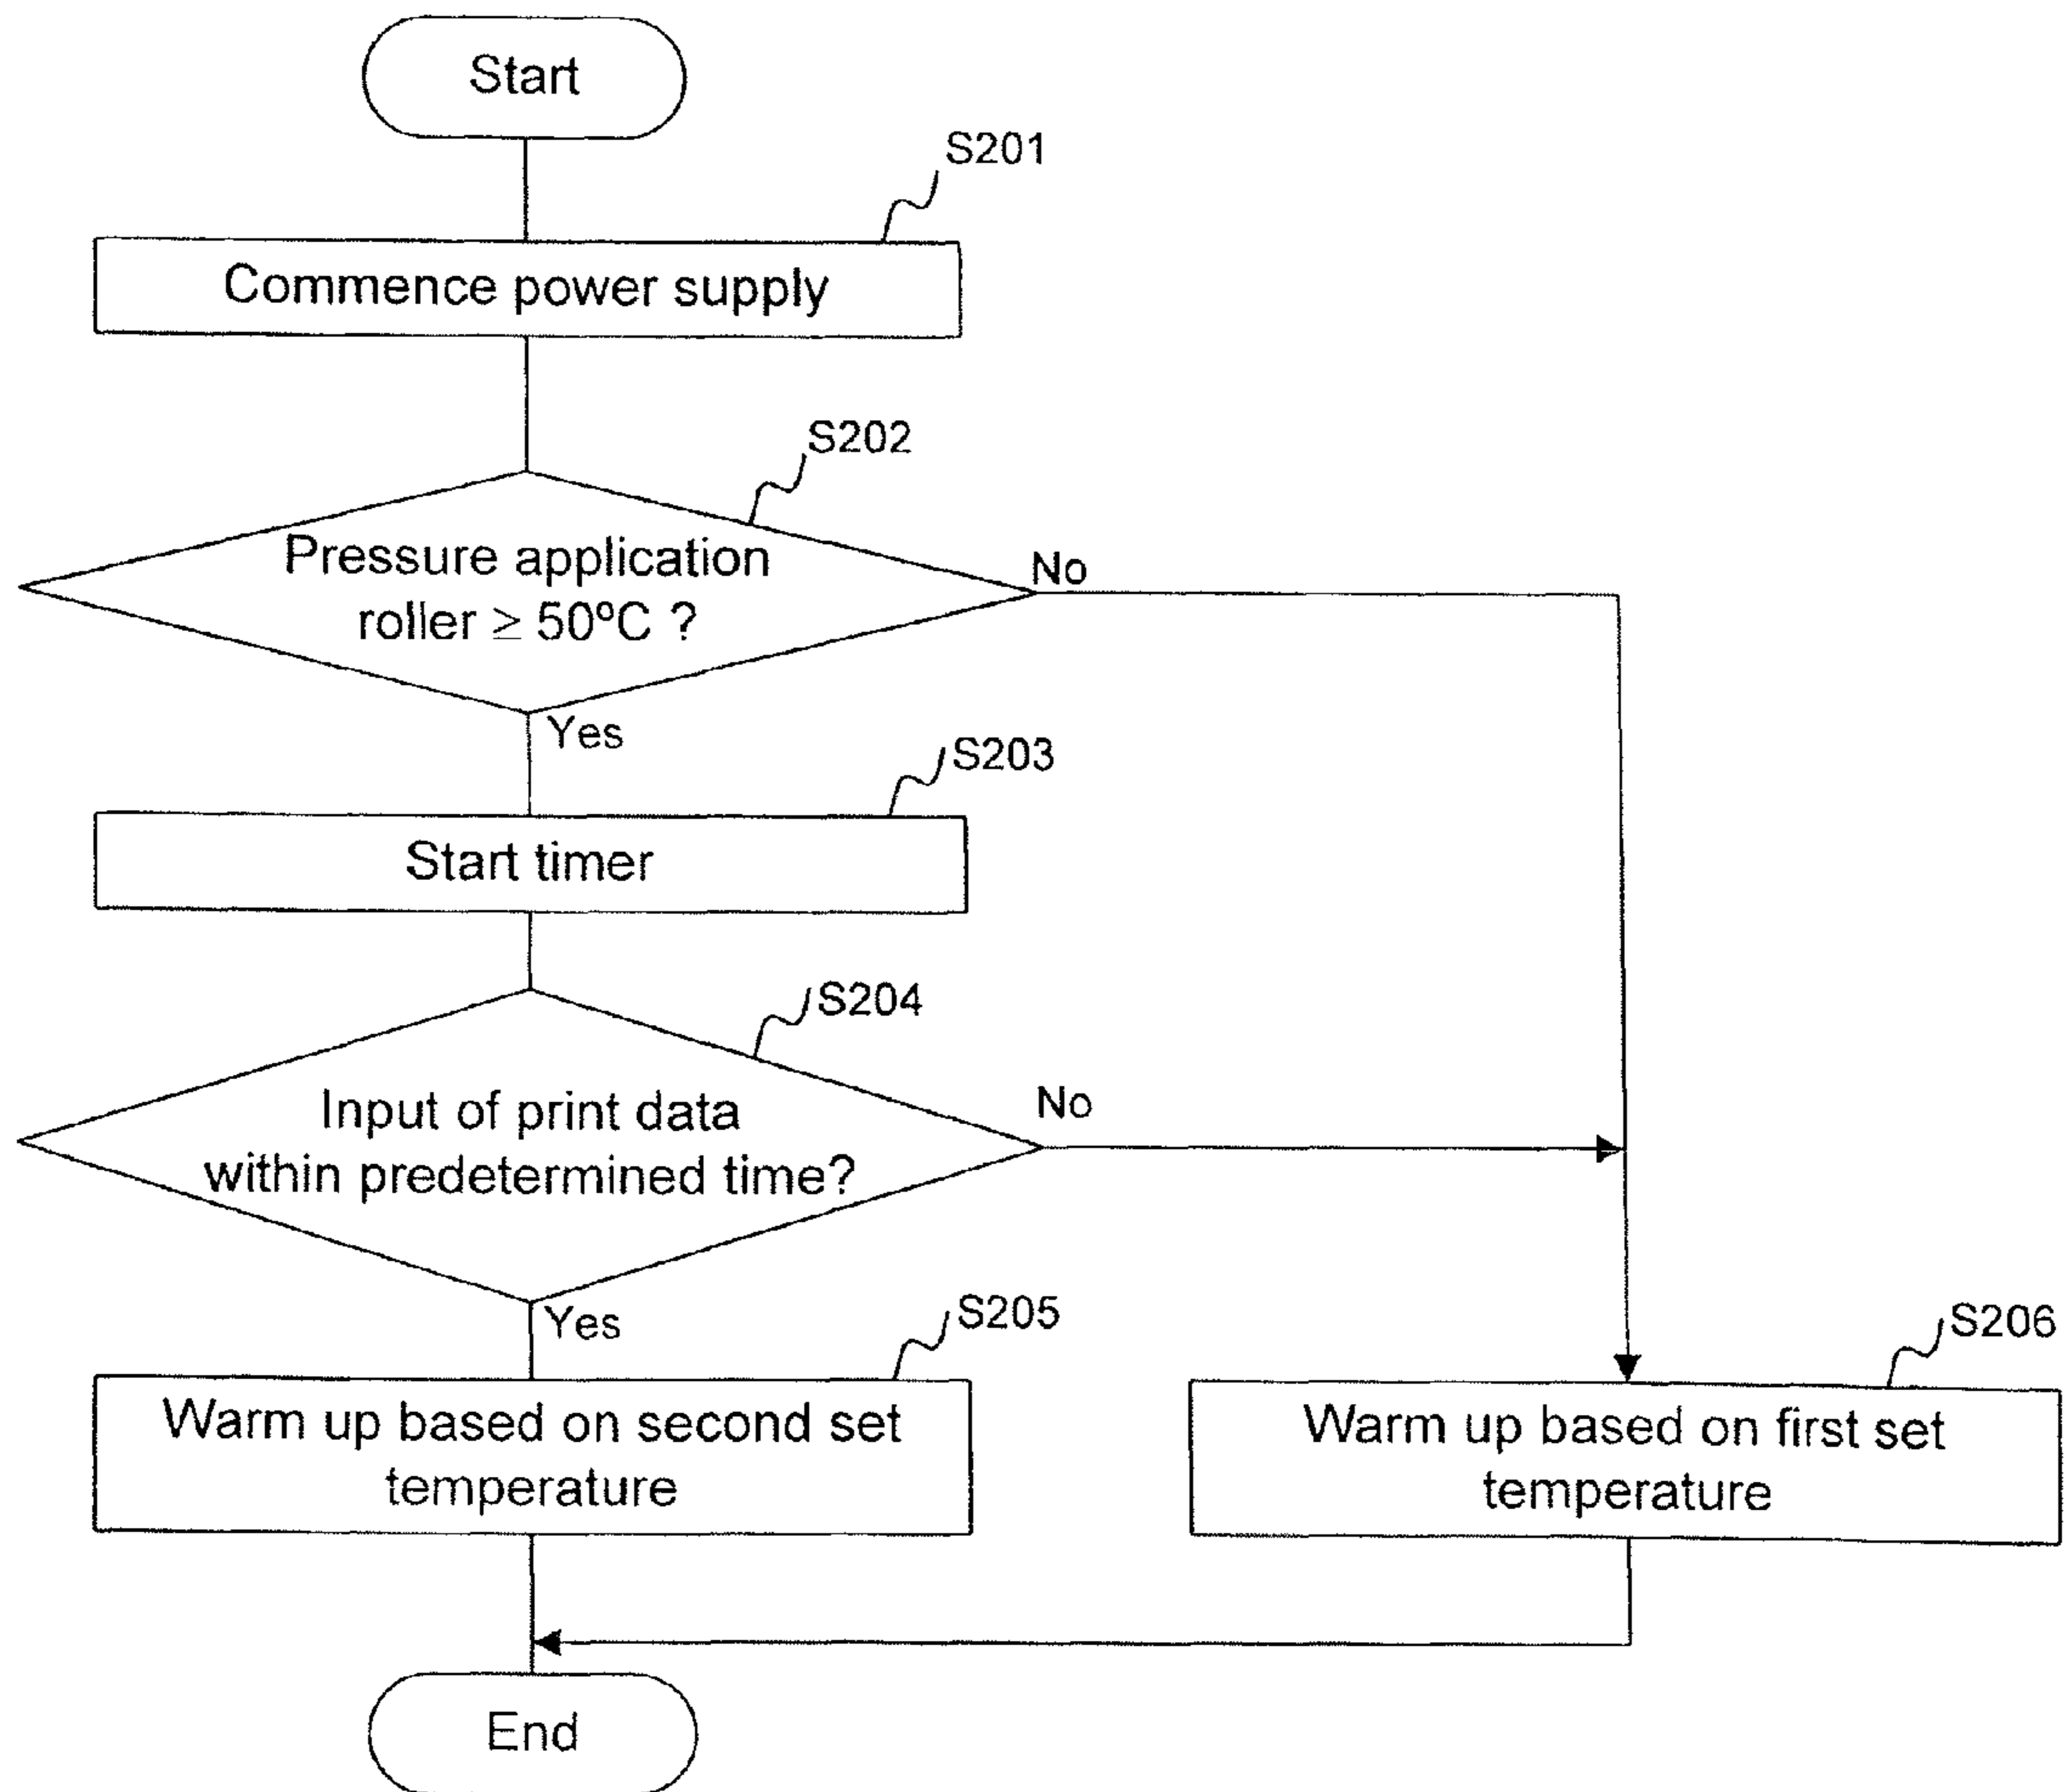 Start
S201
Commence power supply
S202
Pressure application
roller ≥ 50ºC ?
No
Yes
S203
Start timer
S204
Input of print data
within predetermined time?
No
Yes
S205
Warm up based on second set
temperature
S206
Warm up based on first set
temperature
End